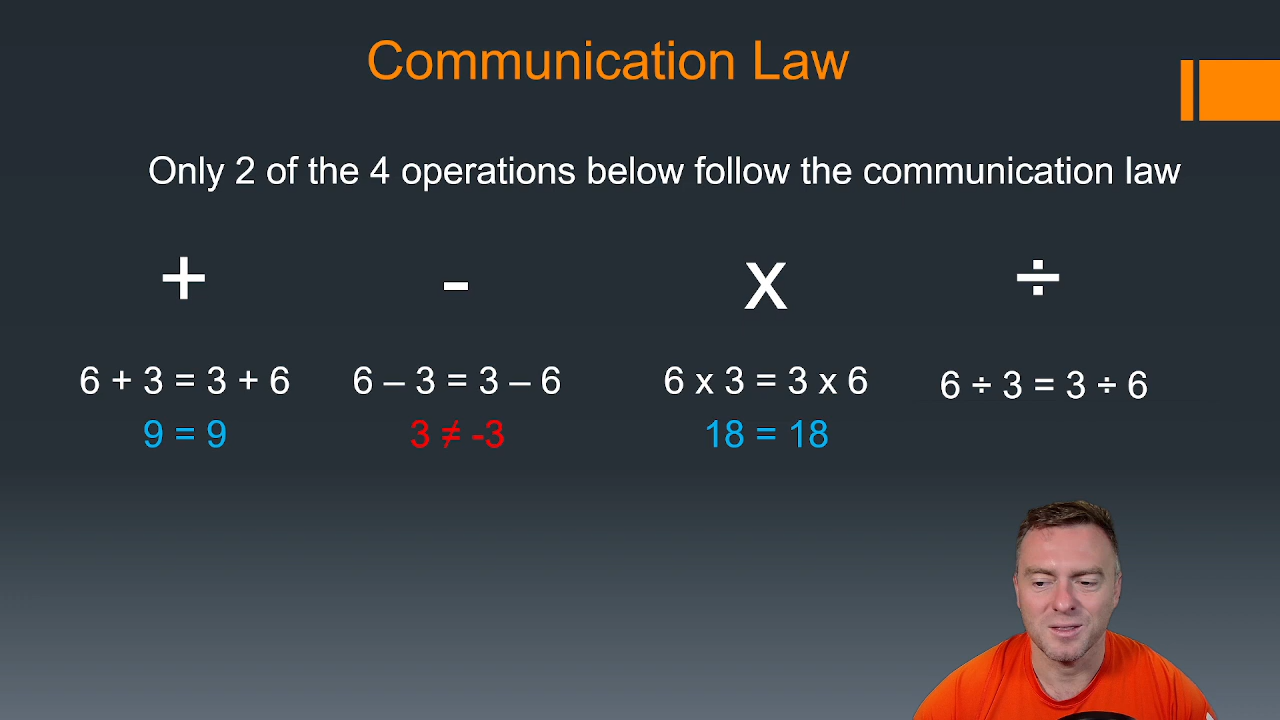 Communication Law
Only 2 of the 4 operations below follow the communication law
+ - x ÷
6 + 3 = 3 + 6 6 – 3 = 3 – 6 6 x 3 = 3 x 6 6 ÷ 3 = 3 ÷ 6
9 = 9 3 ≠ -3 18 = 18